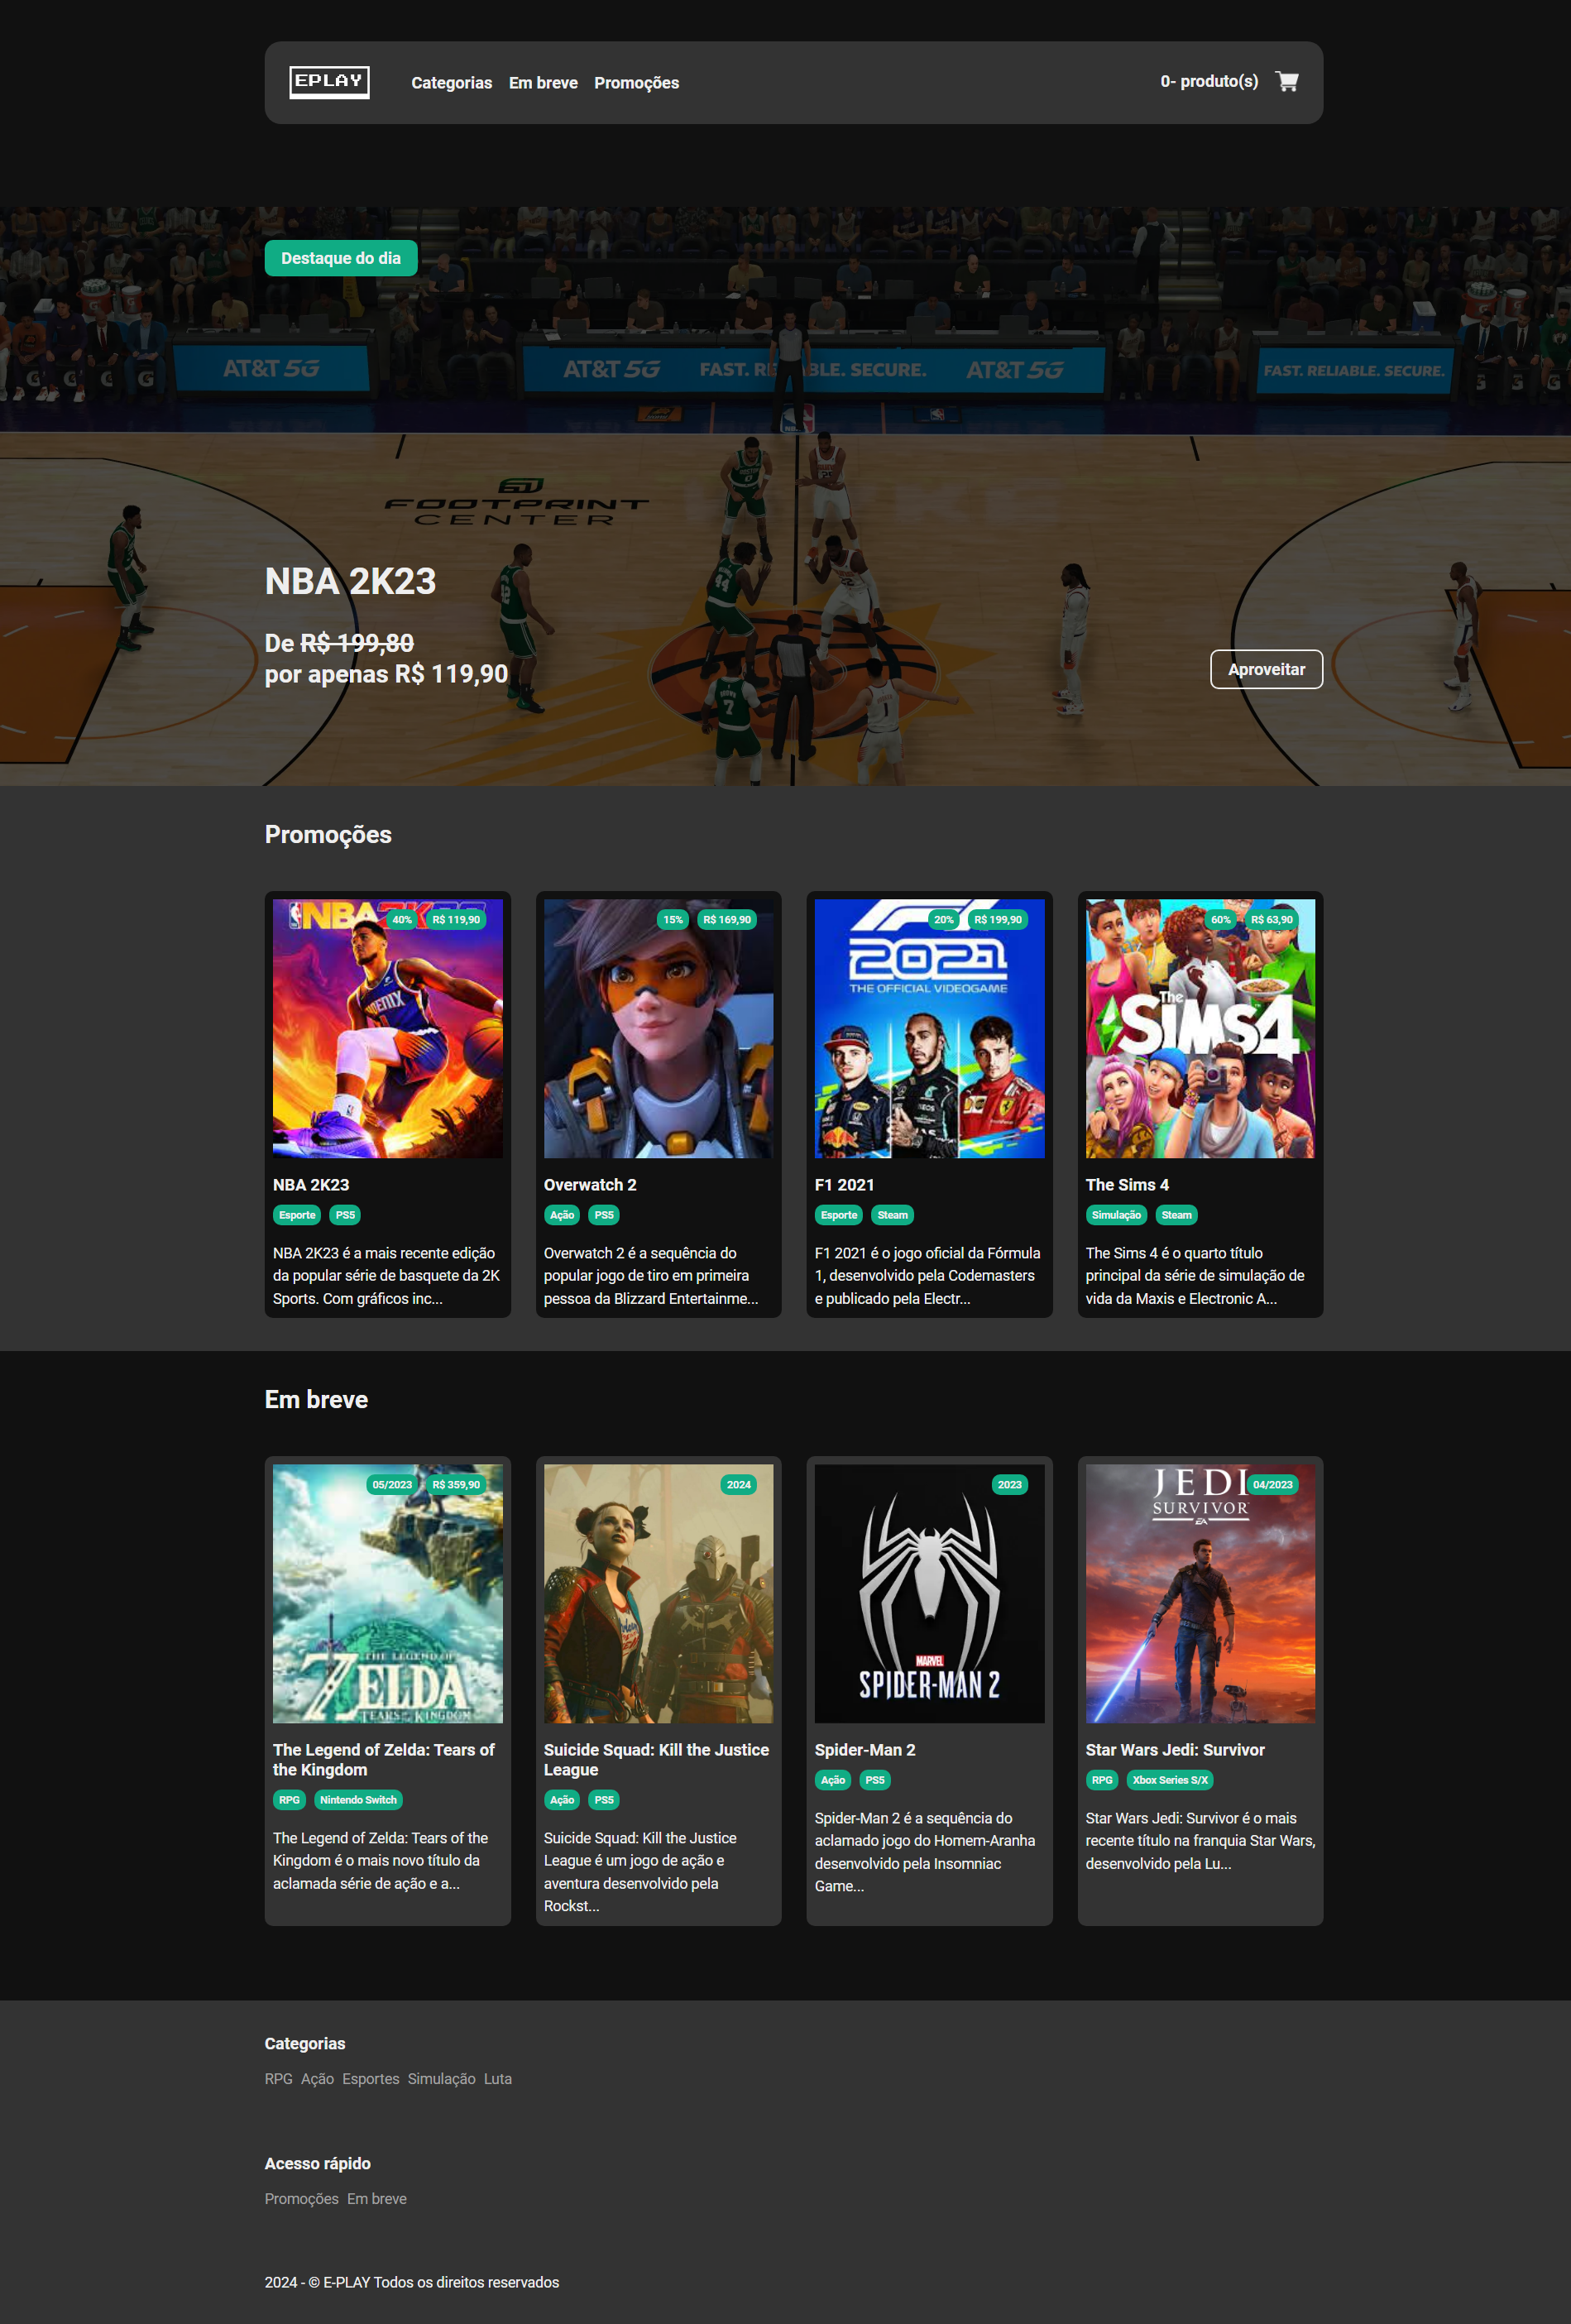 EPLAY
Categorias Em breve Promoções
0- produto(s)
Destaque do dia
AT&T 5G
AT&T 5G FAST. RELIABLE. SECURE. AT&T 5G
FAST. RELIABLE. SECURE.
FOOTPRINT
CENTER
NBA 2K23
De R$ 199,80
por apenas R$ 119,90
Aproveitar
Promoções
40% R$ 119,90
NBA 2K23
Esporte PS5
NBA 2K23 é a mais recente edição
da popular série de basquete da 2K
Sports. Com gráficos inc...
15% R$ 169,90
Overwatch 2
Ação PS5
Overwatch 2 é a sequência do
popular jogo de tiro em primeira
pessoa da Blizzard Entertainme...
20% R$ 199,90
2021
THE OFFICIAL VIDEOGAME
F1 2021
Esporte Steam
F1 2021 é o jogo oficial da Fórmula
1, desenvolvido pela Codemasters
e publicado pela Electr...
60% R$ 63,90
The
SIMS4
The Sims 4
Simulação Steam
The Sims 4 é o quarto título
principal da série de simulação de
vida da Maxis e Electronic A...
Em breve
05/2023 R$ 359,90
THE LEGEND OF
ZELDA
TEARS OF THE KINGDOM
The Legend of Zelda: Tears of
the Kingdom
RPG Nintendo Switch
The Legend of Zelda: Tears of the
Kingdom é o mais novo título da
aclamada série de ação e a...
2024
Suicide Squad: Kill the Justice
League
Ação PS5
Suicide Squad: Kill the Justice
League é um jogo de ação e
aventura desenvolvido pela
Rockst...
2023
MARVEL
SPIDER-MAN 2
Spider-Man 2
Ação PS5
Spider-Man 2 é a sequência do
aclamado jogo do Homem-Aranha
desenvolvido pela Insomniac
Game...
04/2023
JEDI
SURVIVOR
EA
Star Wars Jedi: Survivor
RPG Xbox Series S/X
Star Wars Jedi: Survivor é o mais
recente título na franquia Star Wars,
desenvolvido pela Lu...
Categorias
RPG Ação Esportes Simulação Luta
Acesso rápido
Promoções Em breve
2024 - © E-PLAY Todos os direitos reservados